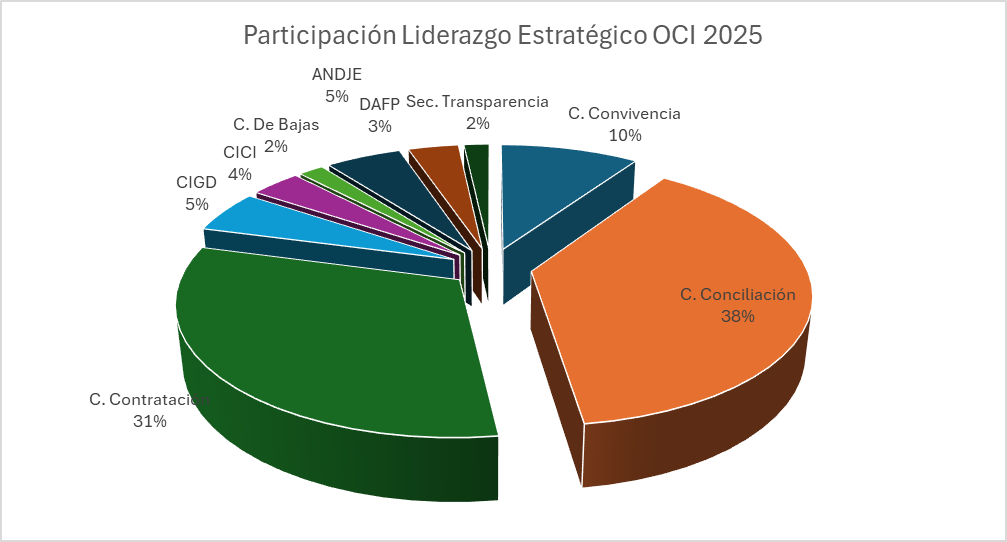 Participación Liderazgo Estratégico OCI 2025
ANDJE
5%
DAFP
3%
Sec. Transparencia
2%
C. Convivencia
10%
C. De Bajas
2%
CICI
4%
CIGD
5%
C. Conciliación
38%
C. Contratación
31%